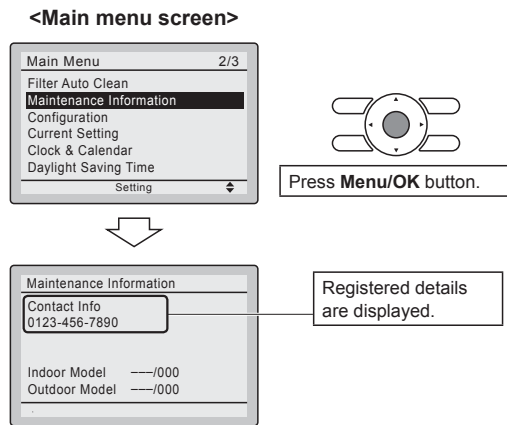 <Main menu screen>
Main Menu 2/3
Filter Auto Clean
Maintenance Information
Configuration
Current Setting
Clock & Calendar
Daylight Saving Time
Setting
Press Menu/OK button.
Maintenance Information
Contact Info
0123-456-7890
Indoor Model –––/000
Outdoor Model –––/000
Registered details
are displayed.